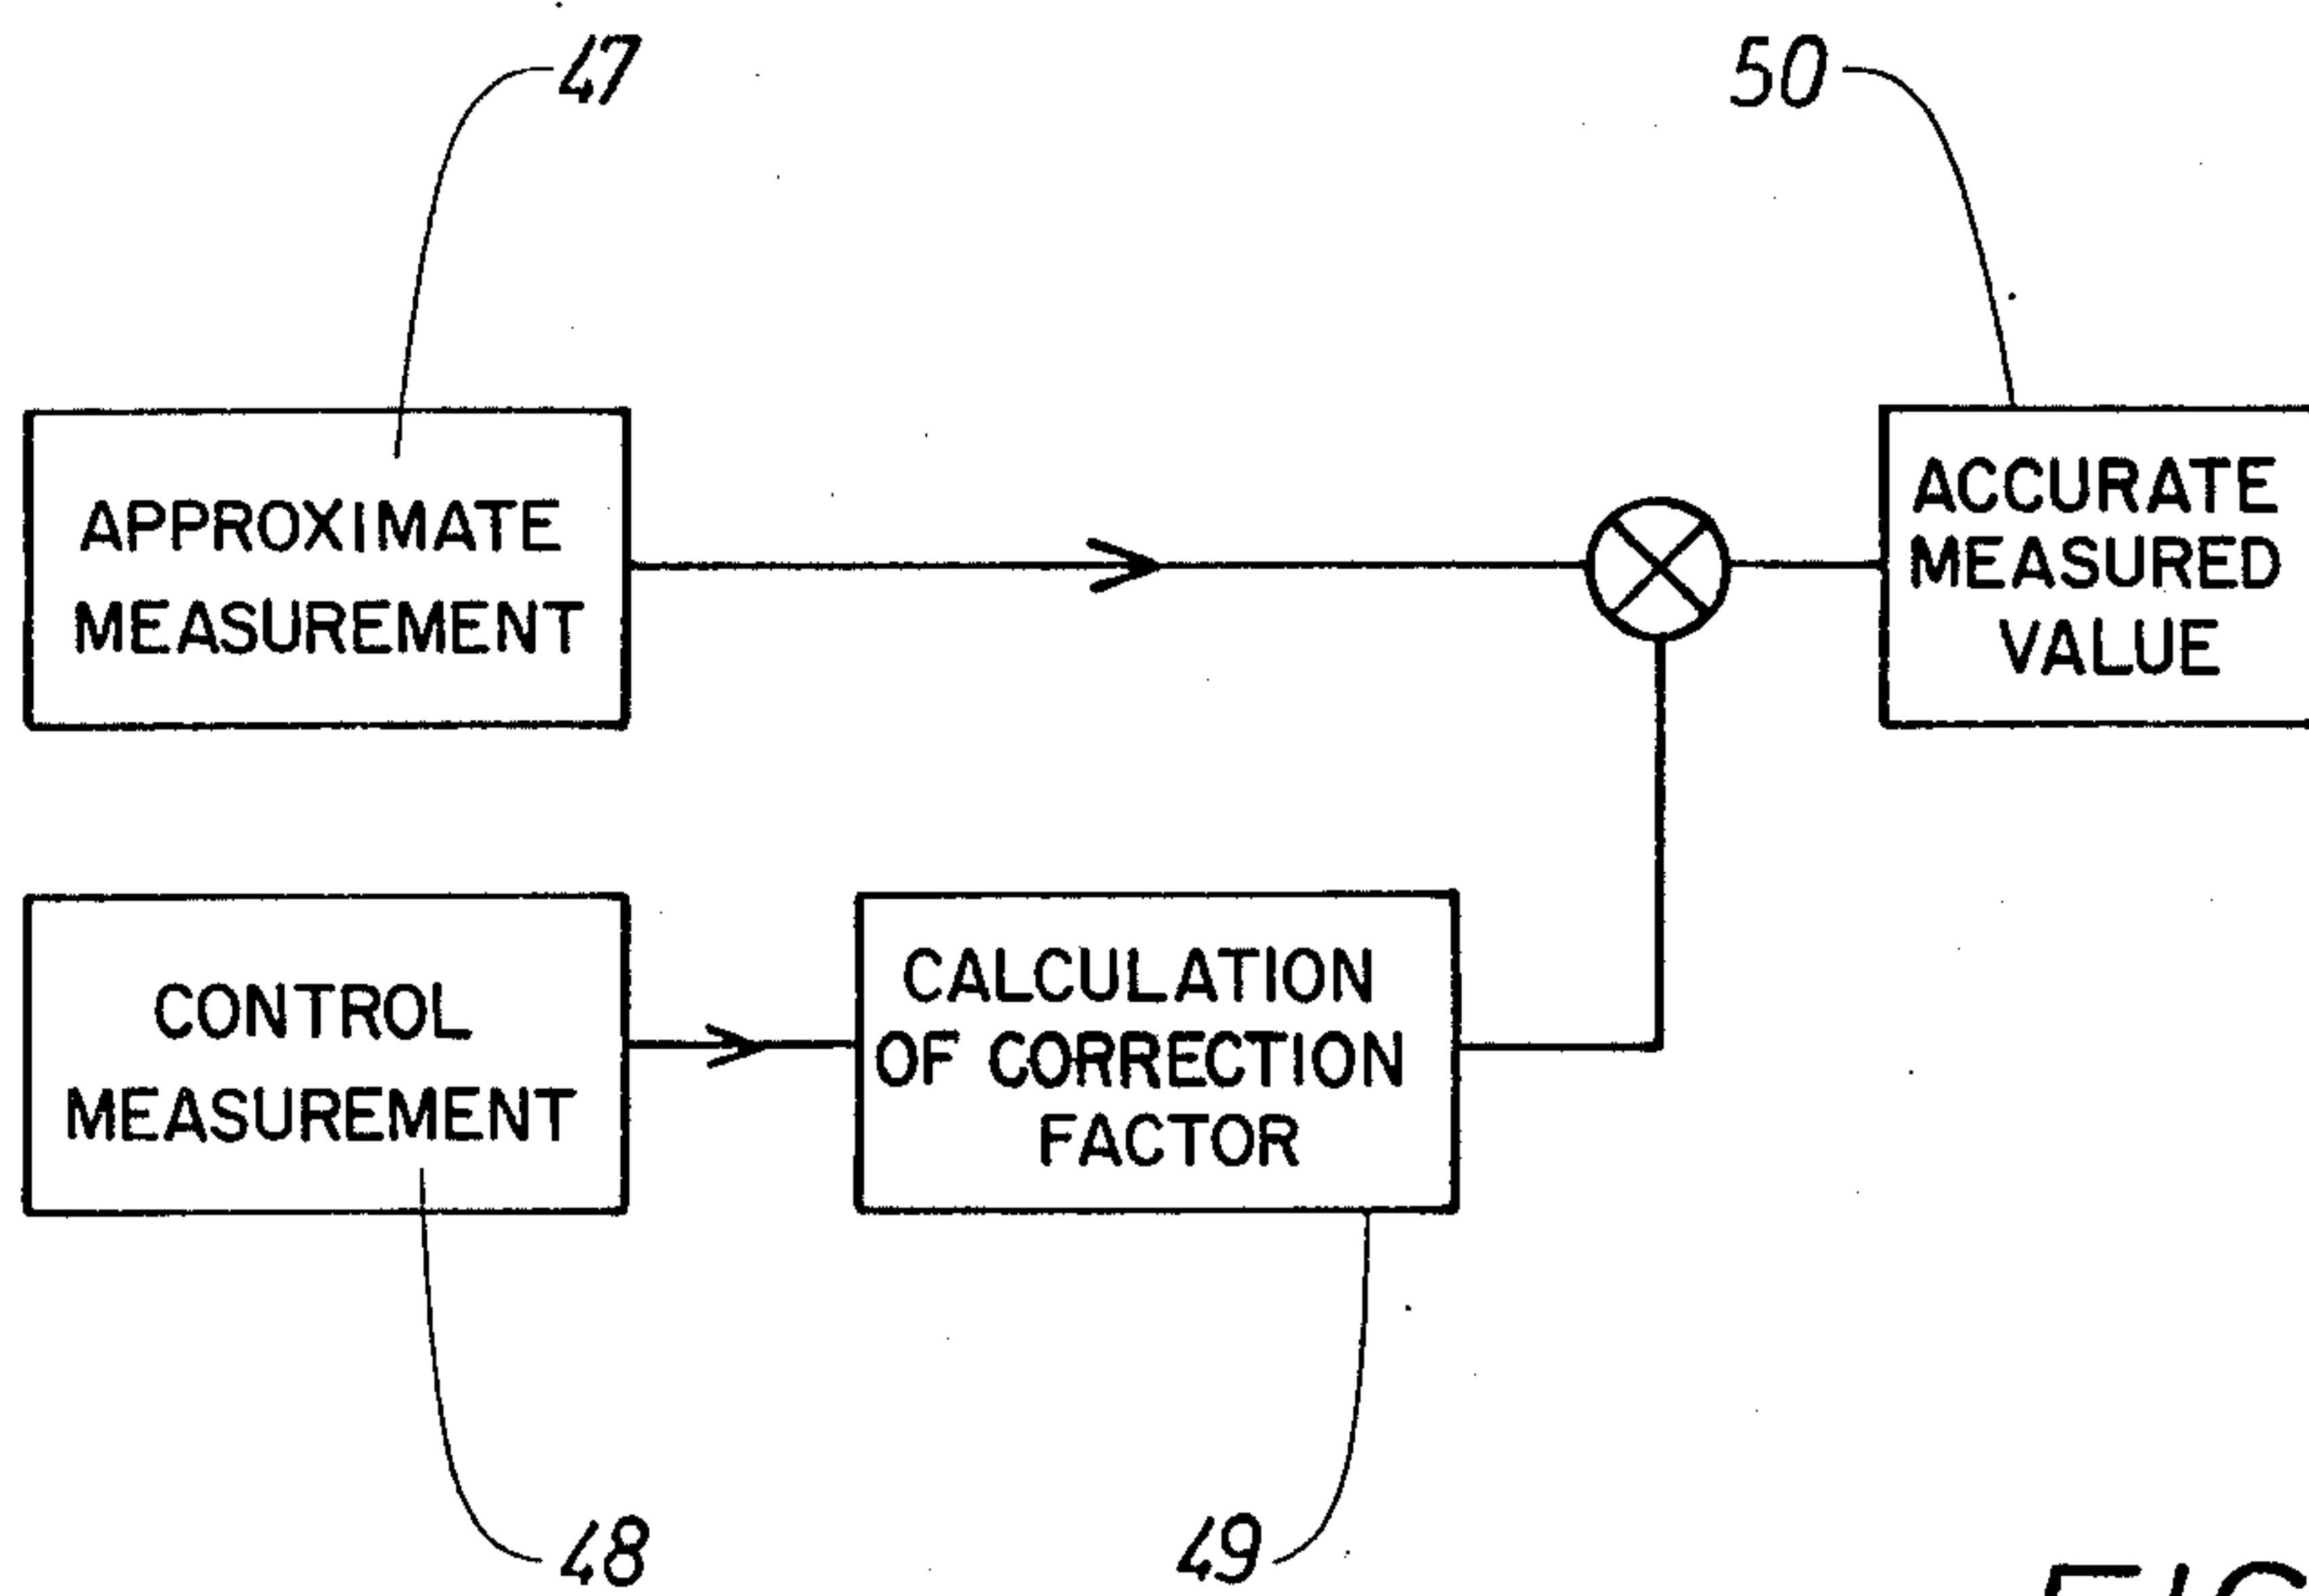 47
50
APPROXIMATE
MEASUREMENT
ACCURATE
MEASURED
VALUE
CONTROL
MEASUREMENT
CALCULATION
OF CORRECTION
FACTOR
48
49